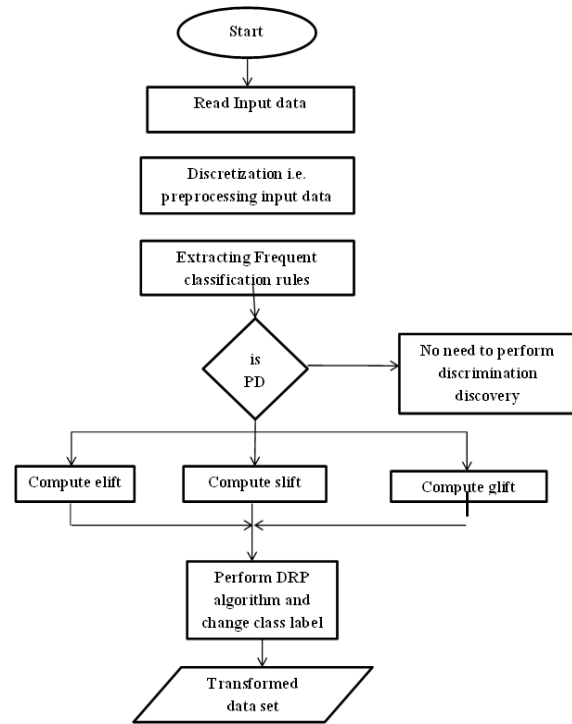 Start
Read Input data
Discretization i.e.
preprocessing input data
Extracting Frequent
classification rules
is
PD
No need to perform
discrimination
discovery
Compute elift
Compute slift
Compute glift
Perform DRP
algorithm and
change class label
Transformed
data set